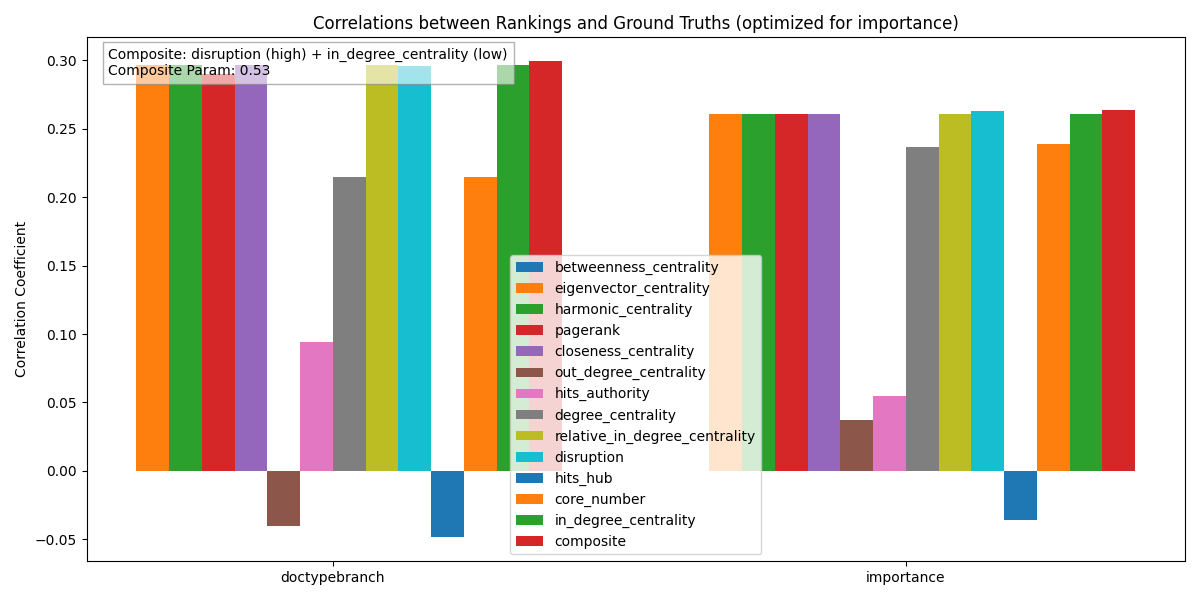 Correlations between Rankings and Ground Truths (optimized for importance)
Composite: disruption (high) + in_degree_centrality (low)
Composite Param: 0.53
Correlation Coefficient
0.30
0.25
0.20
0.15
0.10
0.05
0.00
−0.05
betweenness_centrality
eigenvector_centrality
harmonic_centrality
pagerank
closeness_centrality
out_degree_centrality
hits_authority
degree_centrality
relative_in_degree_centrality
disruption
hits_hub
core_number
in_degree_centrality
composite
doctypebranch
importance